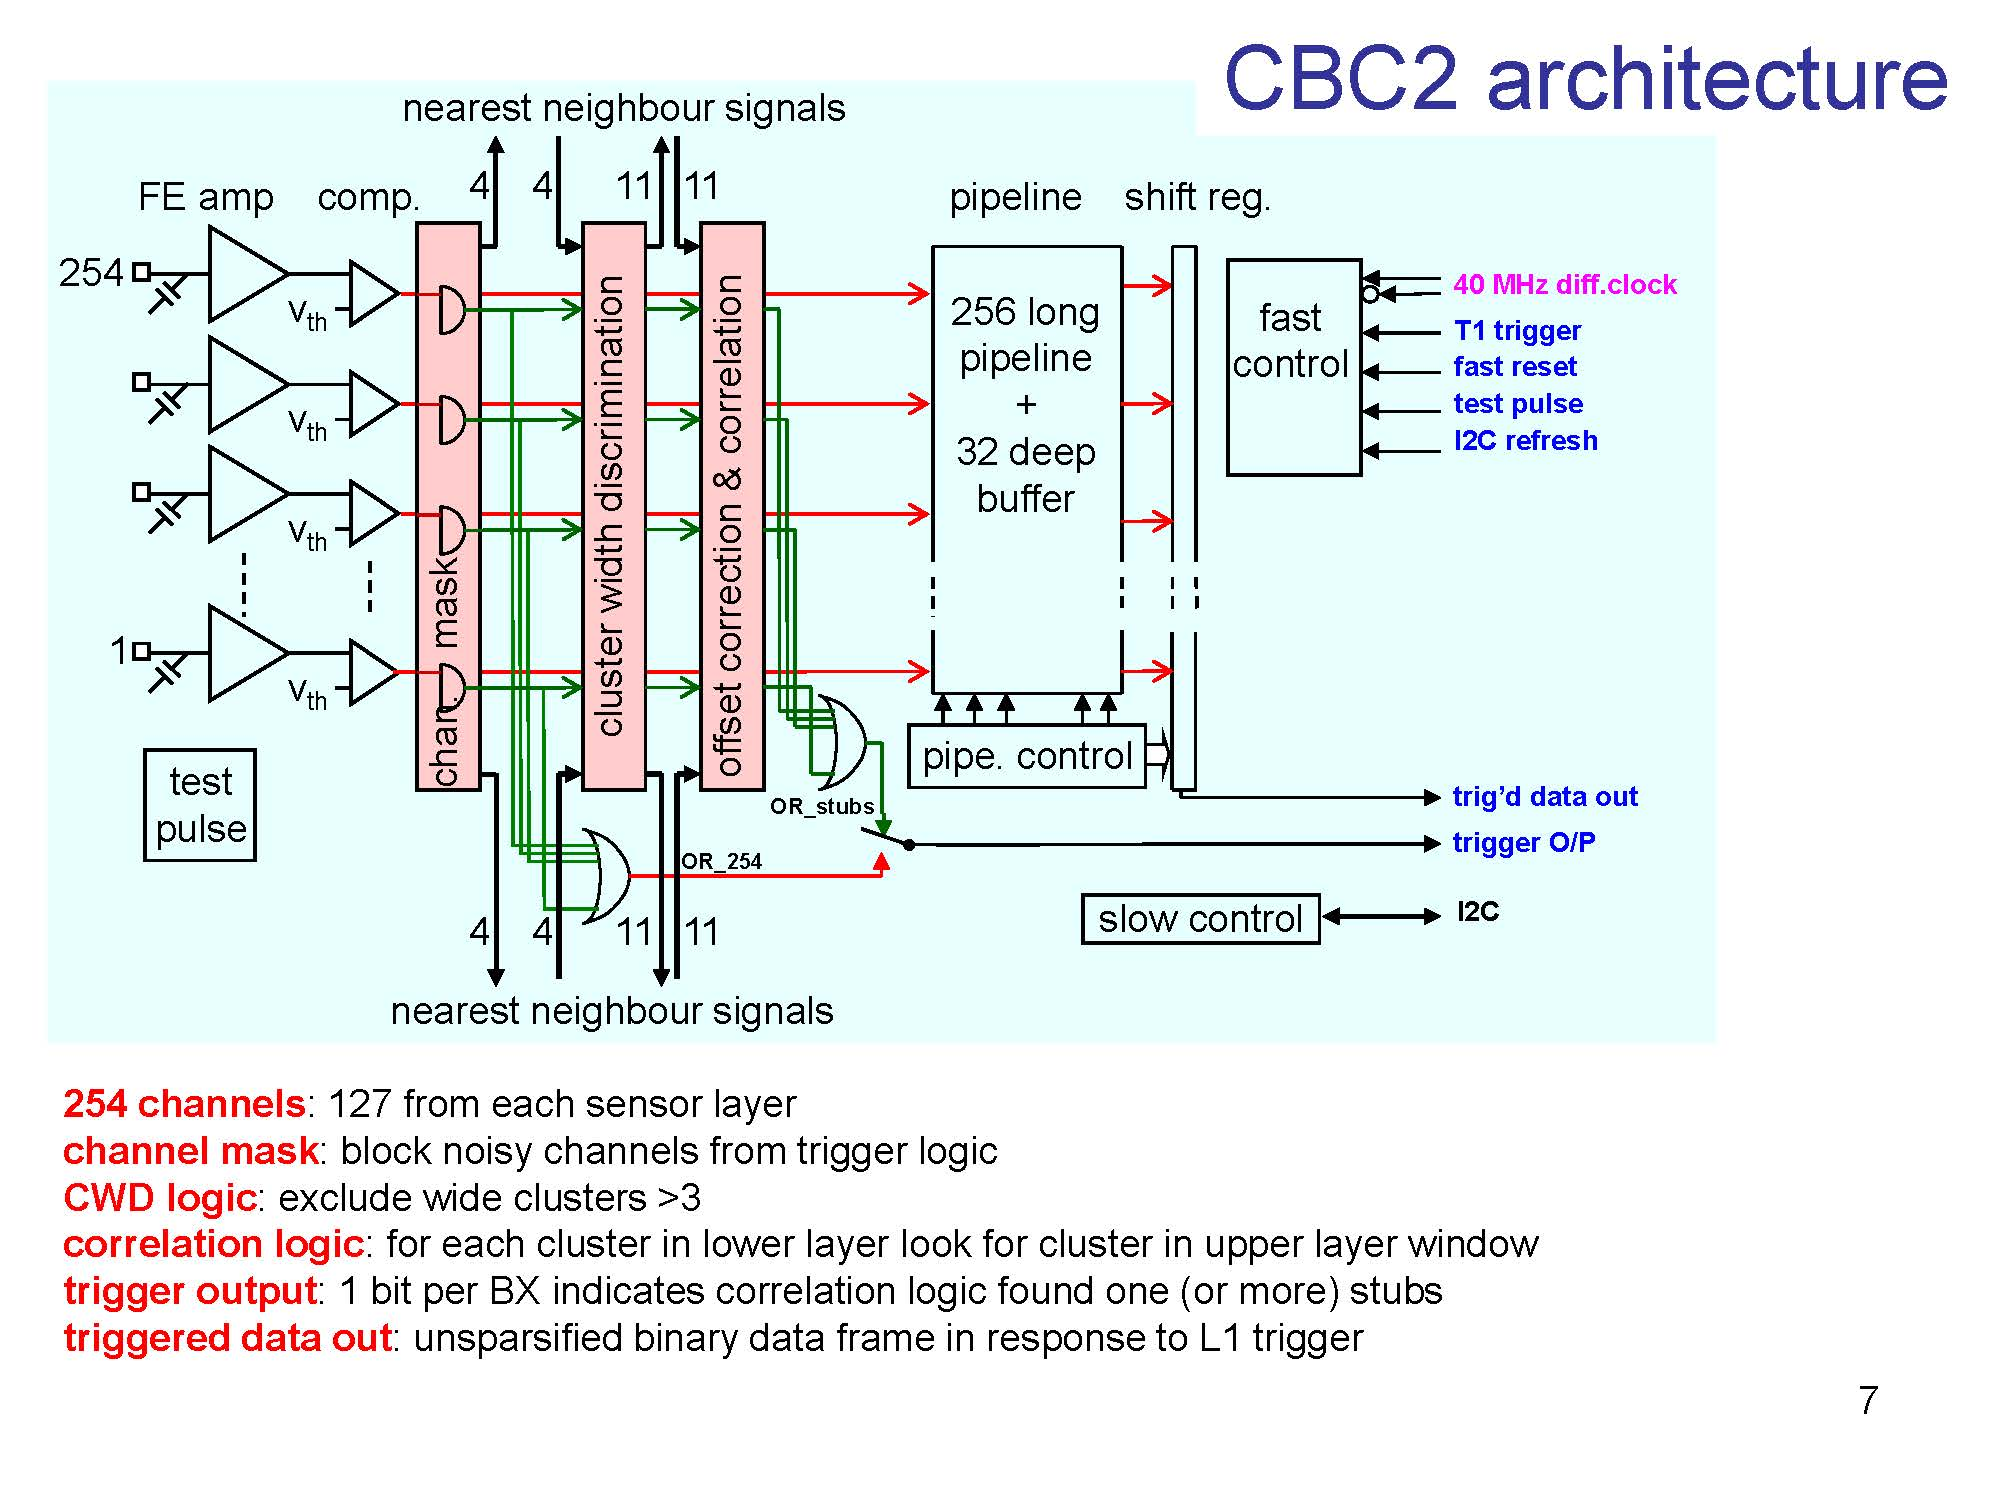 CBC2 architecture
nearest neighbour signals
4 4 11 11
FE amp comp. pipeline shift reg.
254
1
Vth
Vth
Vth
Vth
chan. mask
cluster width discrimination
offset correction & correlation
256 long
pipeline
+
32 deep
buffer
fast
control
40 MHz diff.clock
T1 trigger
fast reset
test pulse
I2C refresh
test
pulse
pipe. control
OR_stubs
OR_254
trig’d data out
trigger O/P
slow control
I2C
4 4 11 11
nearest neighbour signals
254 channels: 127 from each sensor layer
channel mask: block noisy channels from trigger logic
CWD logic: exclude wide clusters >3
correlation logic: for each cluster in lower layer look for cluster in upper layer window
trigger output: 1 bit per BX indicates correlation logic found one (or more) stubs
triggered data out: unsparsified binary data frame in response to L1 trigger
7